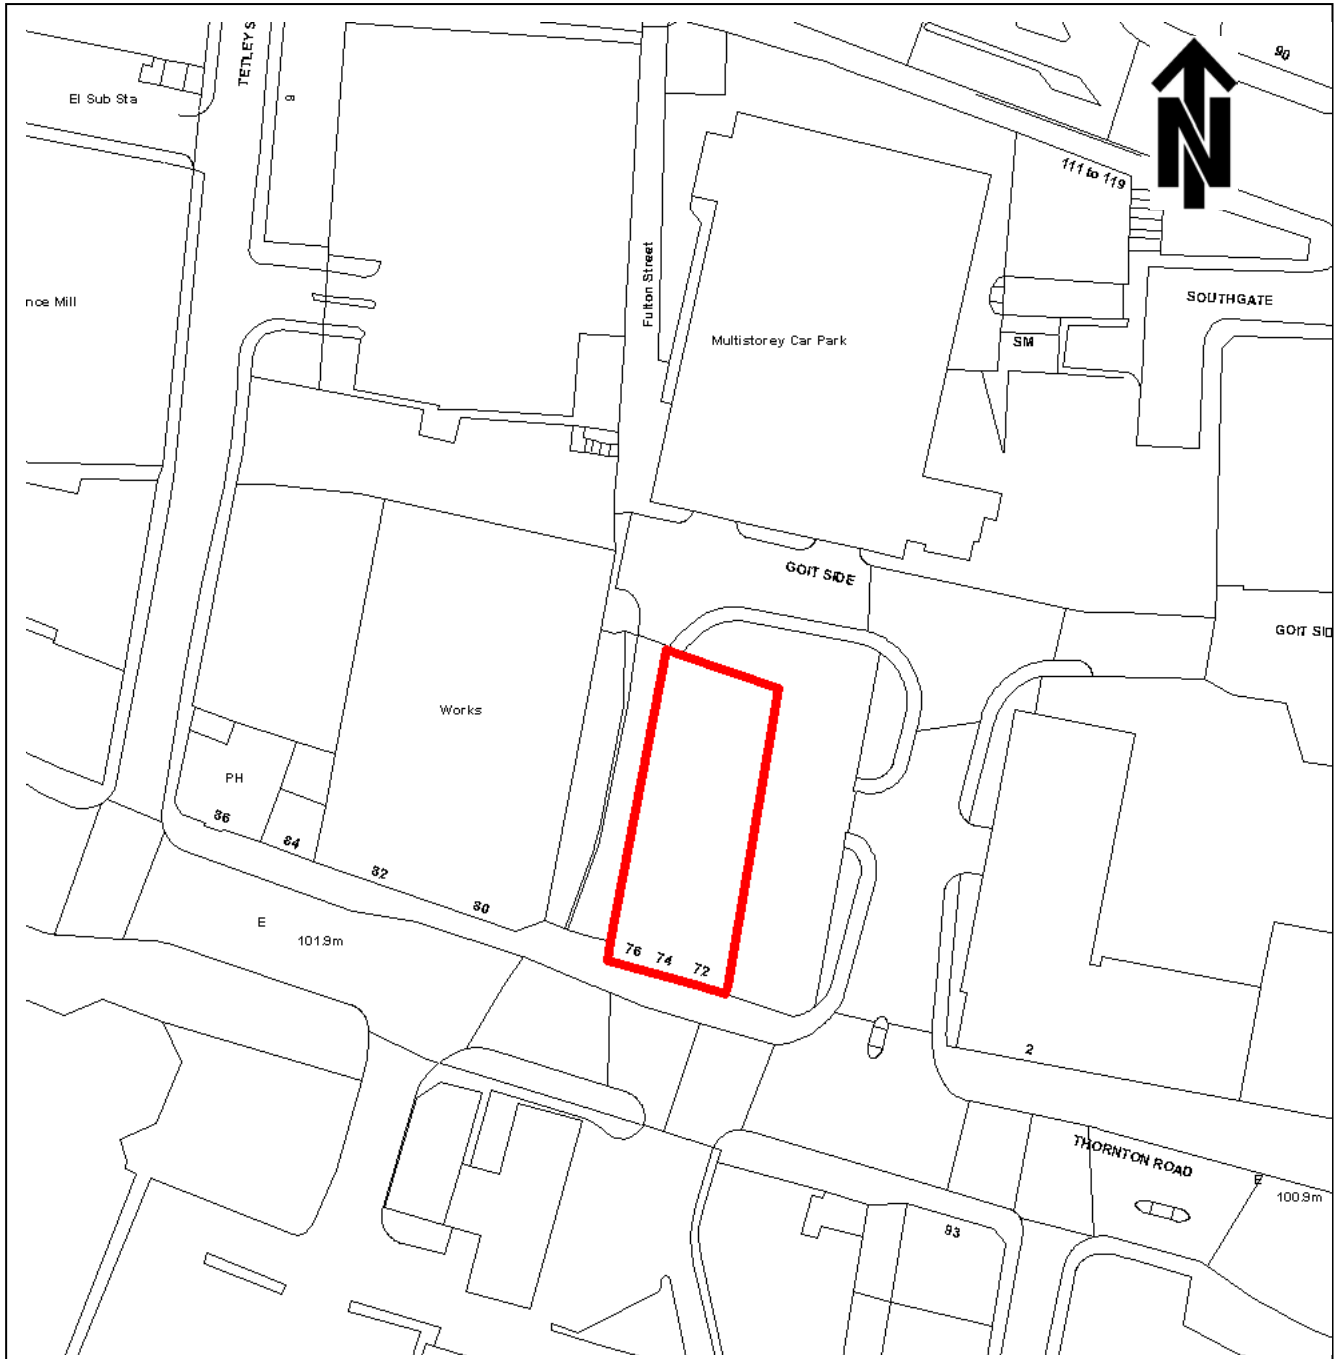 TETLEY S
90
El Sub Sta
9
N
111 to 119
Fulton Street
nce Mill
SOUTHGATE
Multistorey Car Park
SM
GOIT SIDE
GOIT SID
Works
PH
86
84
82
80
E
101.9m
76 74 72
2
THORNTON ROAD
E
100.9m
93